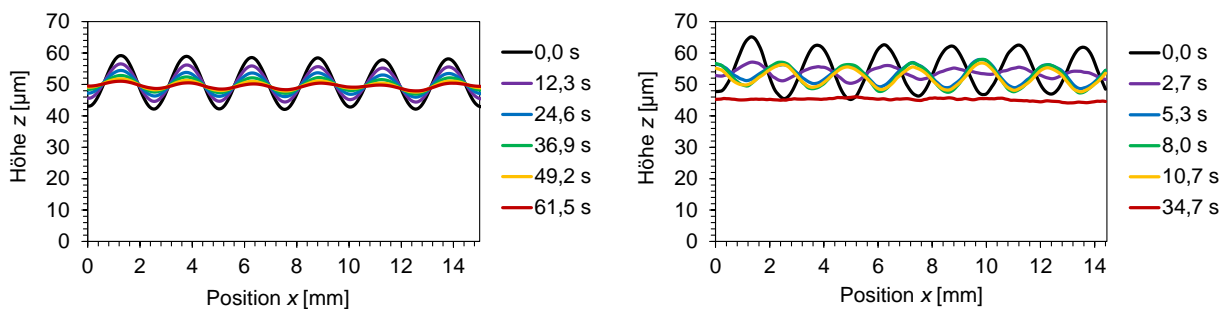 70
60
50
40
30
20
10
0
Höhe z [µm]
0 2 4 6 8 10 12 14
Position x [mm]
0,0 s
12,3 s
24,6 s
36,9 s
49,2 s
61,5 s
70
60
50
40
30
20
10
0
Höhe z [µm]
0 2 4 6 8 10 12 14
Position x [mm]
0,0 s
2,7 s
5,3 s
8,0 s
10,7 s
34,7 s